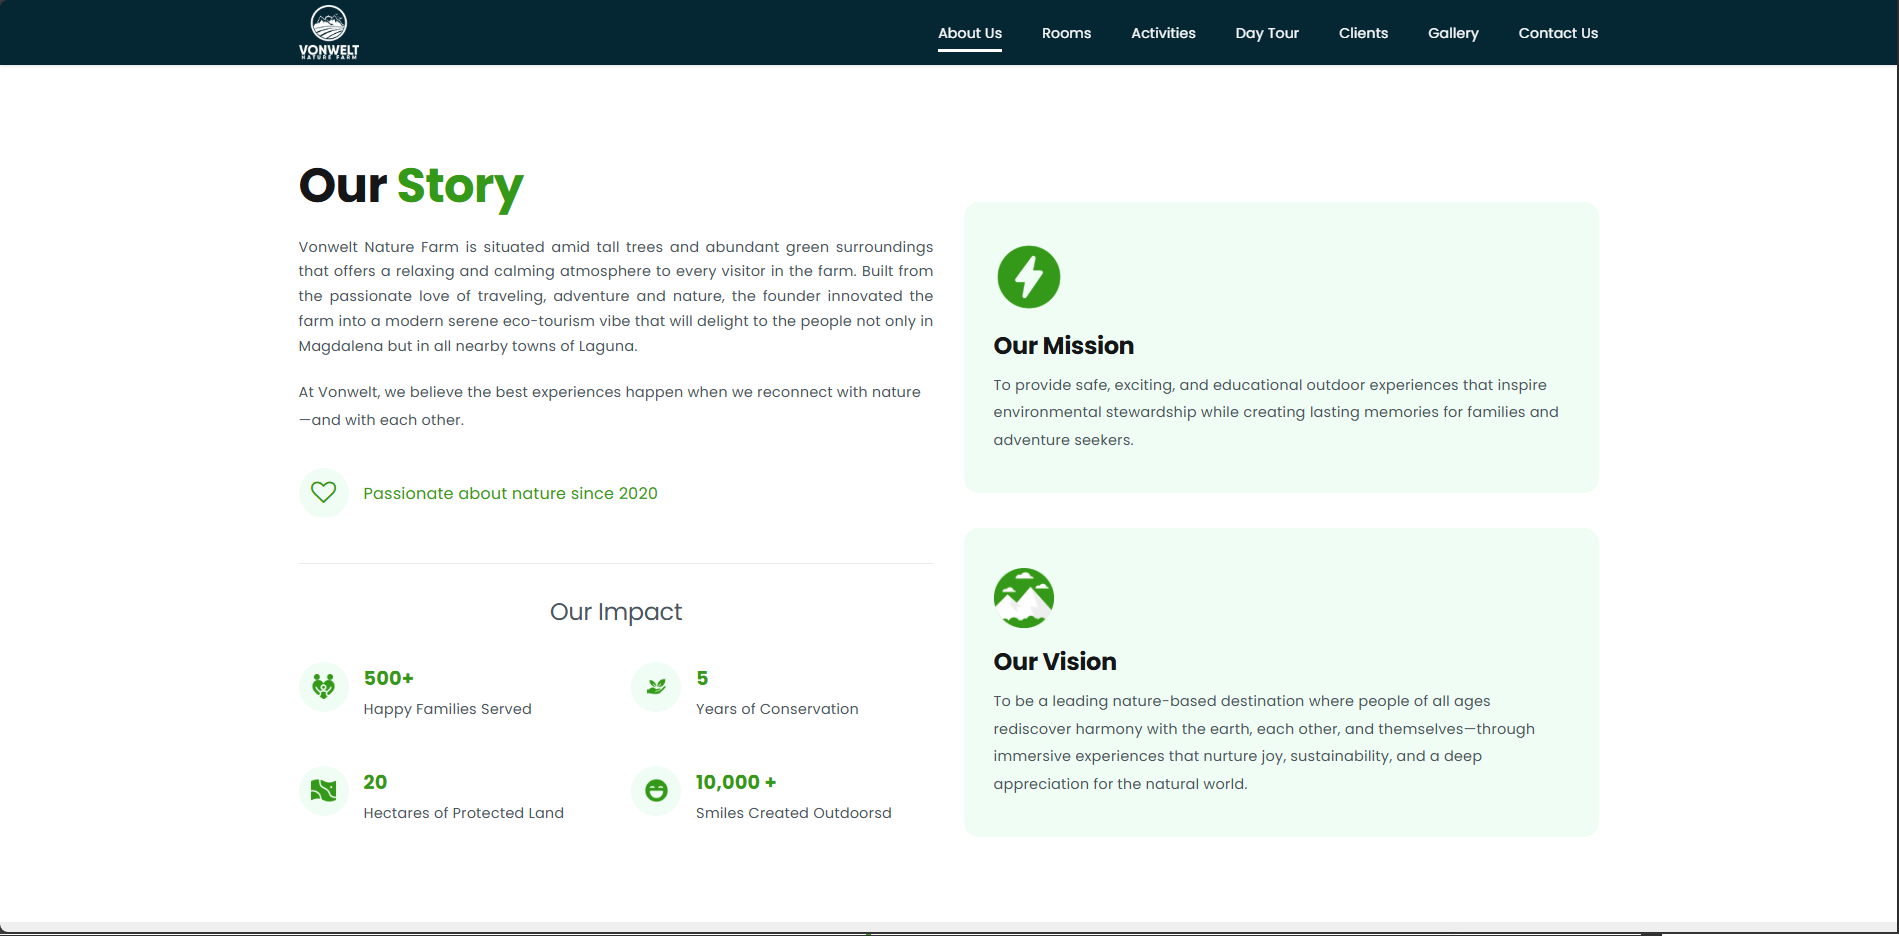 VONWELT
NATURE FARM
About Us
Rooms
Activities
Day Tour
Clients
Gallery
Contact Us
Our Story
Vonwelt Nature Farm is situated amid tall trees and abundant green surroundings
that offers a relaxing and calming atmosphere to every visitor in the farm. Built from
the passionate love of traveling, adventure and nature, the founder innovated the
farm into a modern serene eco-tourism vibe that will delight to the people not only in
Magdalena but in all nearby towns of Laguna.
At Vonwelt, we believe the best experiences happen when we reconnect with nature
—and with each other.
Passionate about nature since 2020
Our Impact
500+
Happy Families Served
5
Years of Conservation
20
Hectares of Protected Land
10,000 +
Smiles Created Outdoorsd
Our Mission
To provide safe, exciting, and educational outdoor experiences that inspire
environmental stewardship while creating lasting memories for families and
adventure seekers.
Our Vision
To be a leading nature-based destination where people of all ages
rediscover harmony with the earth, each other, and themselves—through
immersive experiences that nurture joy, sustainability, and a deep
appreciation for the natural world.